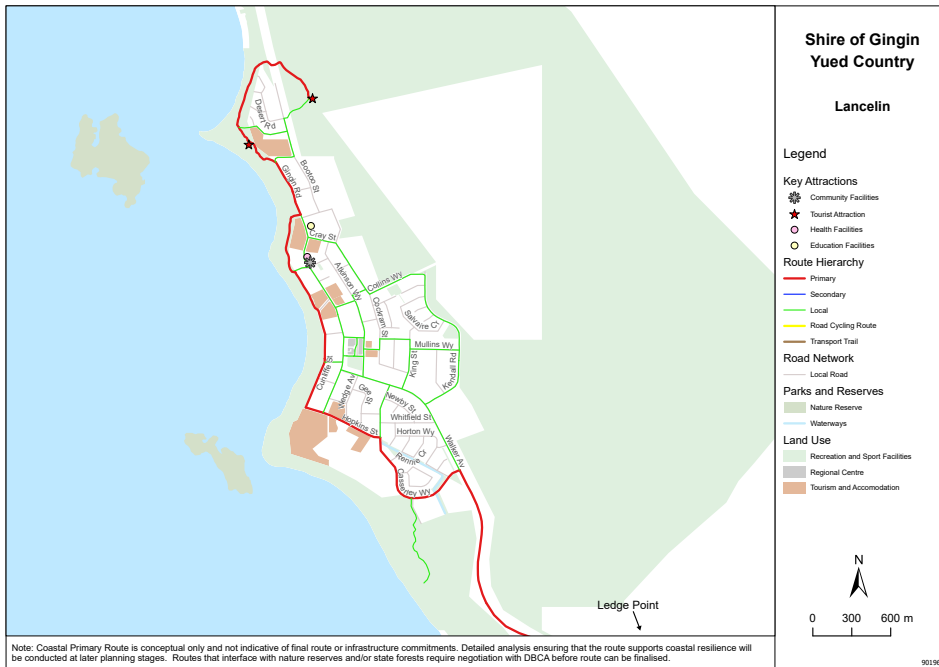 Shire of Gingin
Yued Country
Lancelin
Legend
Key Attractions
Community Facilities
Tourist Attraction
Health Facilities
Education Facilities
Route Hierarchy
Primary
Secondary
Local
Road Cycling Route
Transport Trail
Road Network
Local Road
Parks and Reserves
Nature Reserve
Waterways
Land Use
Recreation and Sport Facilities
Regional Centre
Tourism and Accomodation
N
0 300 600 m
Desert Rd
Bootoo St
Gingin Rd
Cray St
Atkinson Wy
Collins Wy
Cockram St
Salvaire Cr
Mullins Wy
King St
Kendall Rd
Cunliffe St
Wedge Av
Gee St
Newby St
Whitfield St
Hopkins St
Horton Wy
Rennie Cr
Walker Av
Casserley Wy
Ledge Point
Note: Coastal Primary Route is conceptual only and not indicative of final route or infrastructure commitments. Detailed analysis ensuring that the route supports coastal resilience will
be conducted at later planning stages. Routes that interface with nature reserves and/or state forests require negotiation with DBCA before route can be finalised.